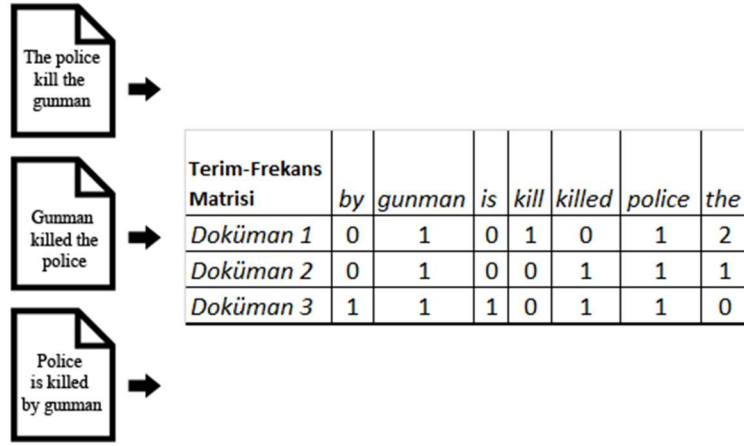 The police
kill the
gunman
Gunman
killed the
police
Police
is killed
by gunman
Terim-Frekans
Matrisi by gunman is kill killed police the
Doküman 1 0 1 0 1 0 1 2
Doküman 2 0 1 0 0 1 1 1
Doküman 3 1 1 1 0 1 1 0